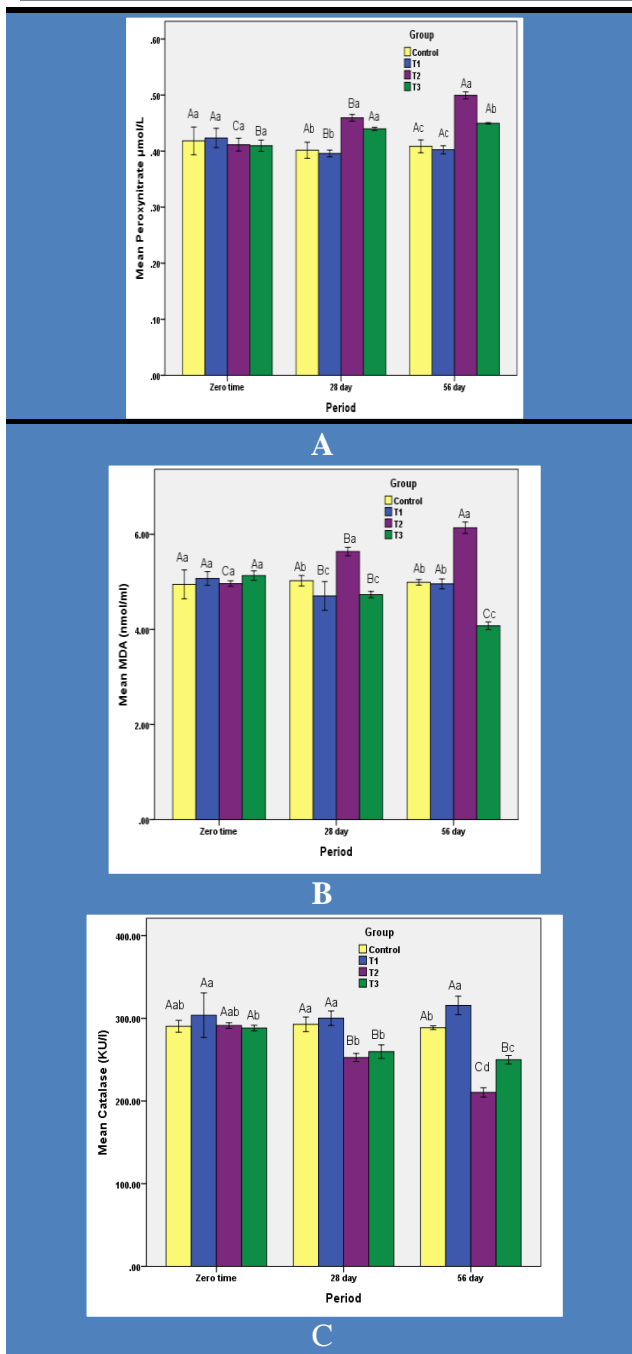 Group
Control
T1
T2
T3
Mean Peroxynitrate µmol/L
.60
.50
.40
.30
.20
.10
.00
Aa Aa Ca Ba
Ab Bb Ba Aa
Ac Ac Aa Ab
Zero time 28 day 56 day
Period
A
Group
Control
T1
T2
T3
Mean MDA (nmol/ml)
6.00
4.00
2.00
.00
Aa Aa Ca Aa
Ab Bc Ba Bc
Ab Ab Aa Cc
Zero time 28 day 56 day
Period
B
Group
Control
T1
T2
T3
Mean Catalase (KU/l)
400.00
300.00
200.00
100.00
.00
Aab Aa Aab Ab
Aa Aa Bb Bb
Ab Aa Cd Bc
Zero time 28 day 56 day
Period
C